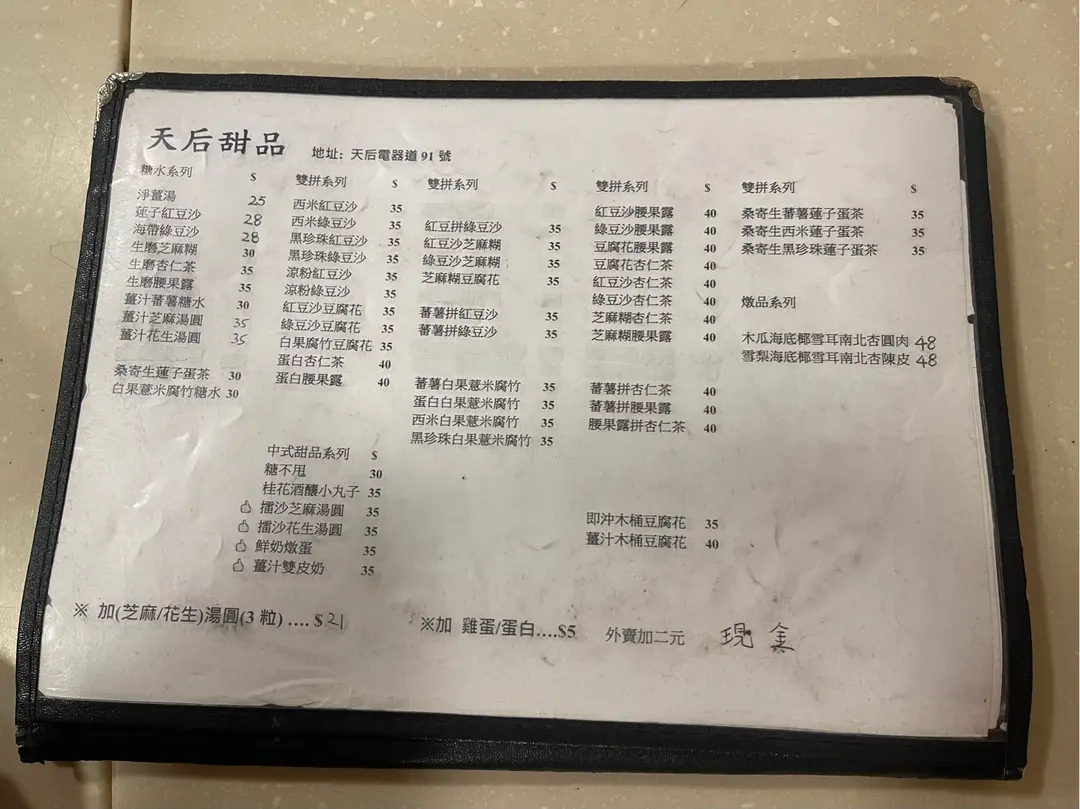 天后甜品 地址: 天后電器道 91 號
糖水系列 $
淨薑湯 25
蓮子紅豆沙 28
海帶綠豆沙 28
生磨芝麻糊 30
生磨杏仁茶 35
生磨腰果露 35
薑汁蕃薯糖水 30
薑汁芝麻湯圓 35
薑汁花生湯圓 35
桑寄生蓮子蛋茶 30
白果薏米腐竹糖水 30
雙拼系列 $
西米紅豆沙 35
西米綠豆沙 35
黑珍珠紅豆沙 35
黑珍珠綠豆沙 35
涼粉紅豆沙 35
涼粉綠豆沙 35
紅豆沙豆腐花 35
綠豆沙豆腐花 35
白果腐竹豆腐花 35
蛋白杏仁茶 40
蛋白腰果露 40
中式甜品系列 $
糖不甩 30
桂花酒釀小丸子 35
擂沙芝麻湯圓 35
擂沙花生湯圓 35
鮮奶燉蛋 35
薑汁雙皮奶 35
雙拼系列 $
紅豆拼綠豆沙 35
紅豆沙芝麻糊 35
綠豆沙芝麻糊 35
芝麻糊豆腐花 35
蕃薯拼紅豆沙 35
蕃薯拼綠豆沙 35
蕃薯白果薏米腐竹 35
蛋白白果薏米腐竹 35
西米白果薏米腐竹 35
黑珍珠白果薏米腐竹 35
雙拼系列 $
紅豆沙腰果露 40
綠豆沙腰果露 40
豆腐花腰果露 40
豆腐花杏仁茶 40
紅豆沙杏仁茶 40
綠豆沙杏仁茶 40
芝麻糊杏仁茶 40
芝麻糊腰果露 40
蕃薯拼杏仁茶 40
蕃薯拼腰果露 40
腰果露拼杏仁茶 40
即沖木桶豆腐花 35
薑汁木桶豆腐花 40
雙拼系列 $
桑寄生蕃薯蓮子蛋茶 35
桑寄生西米蓮子蛋茶 35
桑寄生黑珍珠蓮子蛋茶 35
燉品系列
木瓜海底椰雪耳南北杏圓肉 48
雪梨海底椰雪耳南北杏陳皮 48
※ 加(芝麻/花生)湯圓(3 粒) .... $21
※加 雞蛋/蛋白....$5 外賣加二元 現金